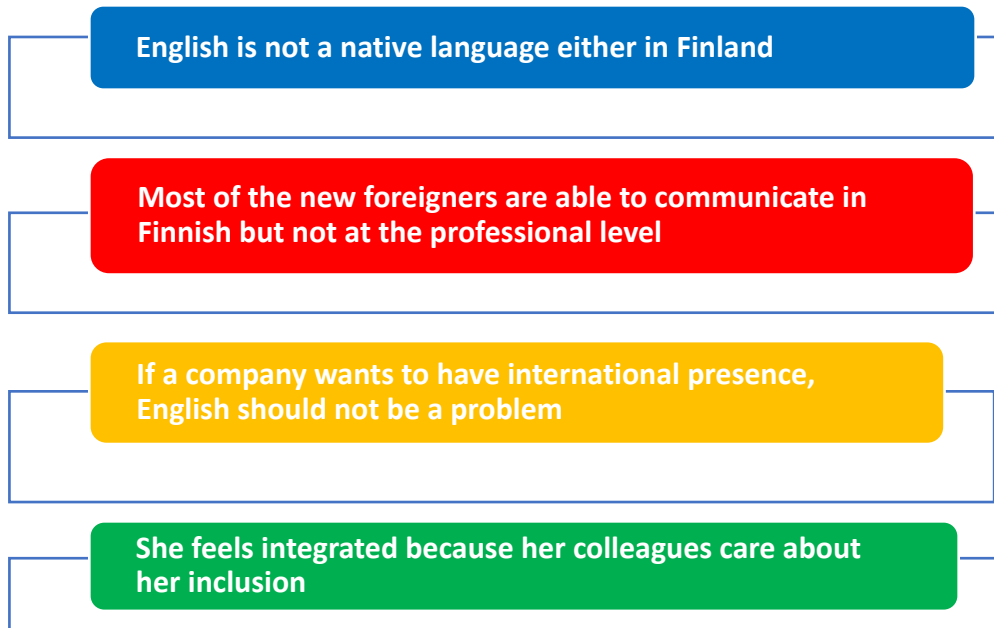 English is not a native language either in Finland
Most of the new foreigners are able to communicate in
Finnish but not at the professional level
If a company wants to have international presence,
English should not be a problem
She feels integrated because her colleagues care about
her inclusion